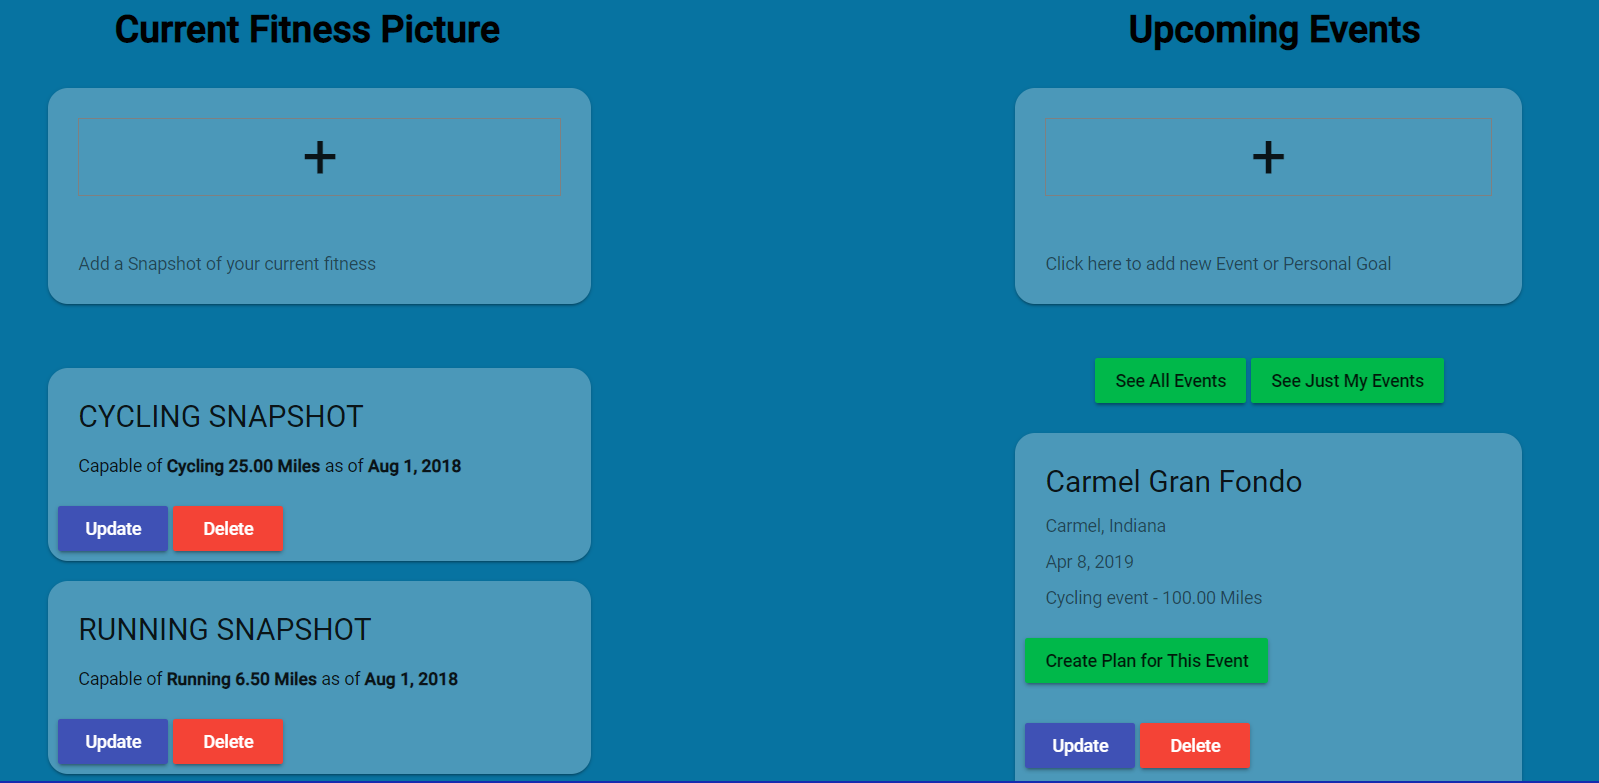 Current Fitness Picture
+
Add a Snapshot of your current fitness
CYCLING SNAPSHOT
Capable of Cycling 25.00 Miles as of Aug 1, 2018
Update Delete
RUNNING SNAPSHOT
Capable of Running 6.50 Miles as of Aug 1, 2018
Update Delete
Upcoming Events
+
Click here to add new Event or Personal Goal
See All Events See Just My Events
Carmel Gran Fondo
Carmel, Indiana
Apr 8, 2019
Cycling event - 100.00 Miles
Create Plan for This Event
Update Delete